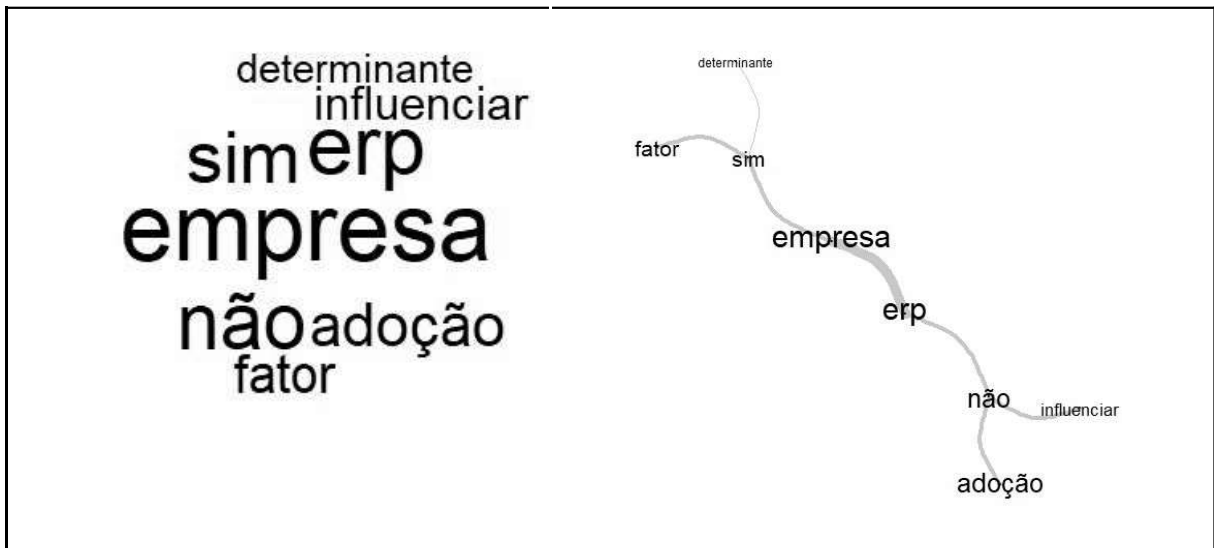 determinante
influenciar
sim erp
empresa
não adoção
fator
determinante
fator
sim
empresa
erp
não
influenciar
adoção